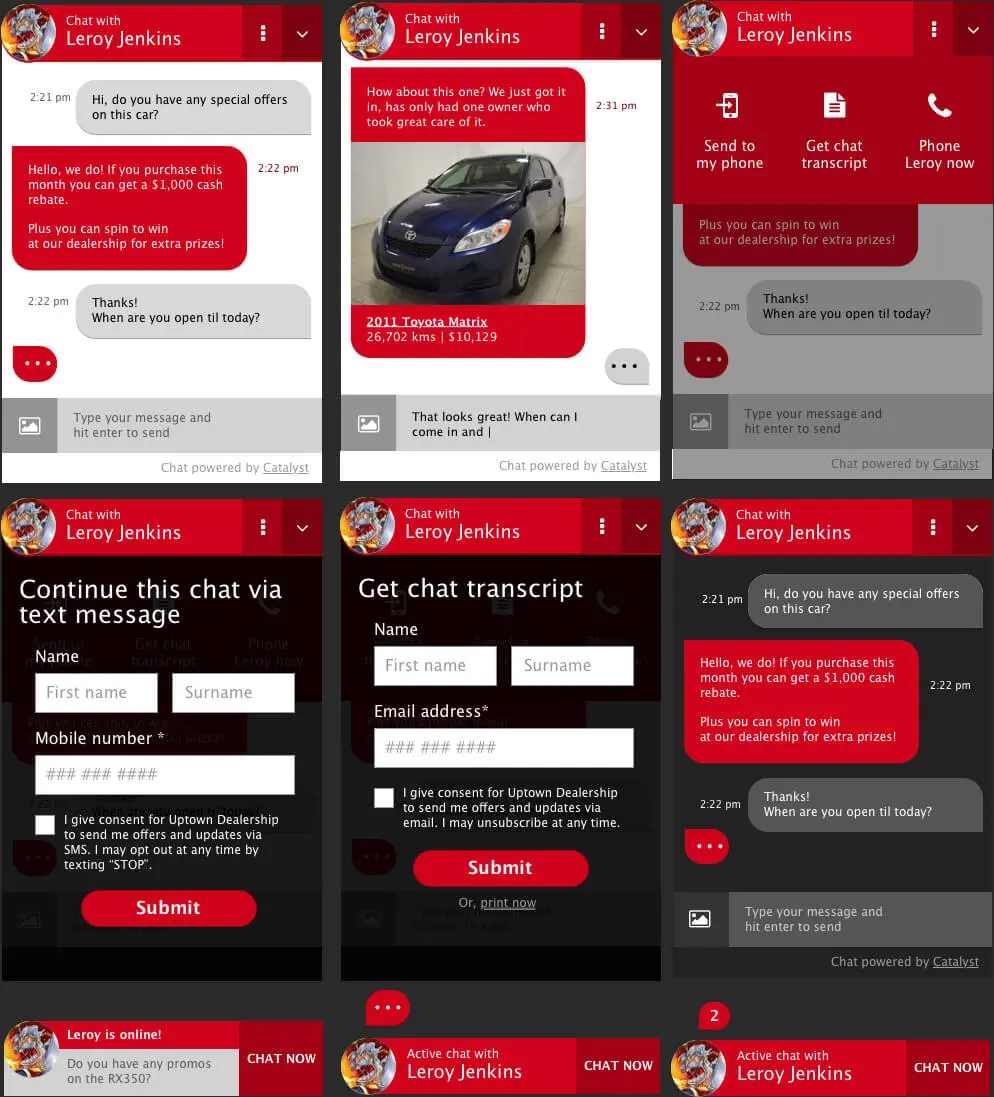 Chat with
Leroy Jenkins
2:21 pm
Hi, do you have any special offers
on this car?
Hello, we do! If you purchase this
month you can get a $1,000 cash
rebate.
Plus you can spin to win
at our dealership for extra prizes!
2:22 pm
2:22 pm
Thanks!
When are you open til today?
Type your message and
hit enter to send
Chat powered by Catalyst
Chat with
Leroy Jenkins
How about this one? We just got it
in, has only had one owner who
took great care of it.
2:31 pm
2011 Toyota Matrix
26,702 kms | $10,129
That looks great! When can I
come in and |
Chat powered by Catalyst
Chat with
Leroy Jenkins
Send to
my phone
Get chat
transcript
Phone
Leroy now
Plus you can spin to win
at our dealership for extra prizes!
2:22 pm
Thanks!
When are you open til today?
Type your message and
hit enter to send
Chat powered by Catalyst
Chat with
Leroy Jenkins
Continue this chat via
text message
Send to
my phone
Get chat
transcript
Phone
Leroy now
Name
First name
Surname
Mobile number *
### ### ####
I give consent for Uptown Dealership
to send me offers and updates via
SMS. I may opt out at any time by
texting “STOP”.
Submit
Chat with
Leroy Jenkins
Get chat transcript
Name
First name
Surname
Email address*
### ### ####
I give consent for Uptown Dealership
to send me offers and updates via
email. I may unsubscribe at any time.
Submit
Or, print now
Chat with
Leroy Jenkins
2:21 pm
Hi, do you have any special offers
on this car?
Hello, we do! If you purchase this
month you can get a $1,000 cash
rebate.
Plus you can spin to win
at our dealership for extra prizes!
2:22 pm
2:22 pm
Thanks!
When are you open til today?
Type your message and
hit enter to send
Chat powered by Catalyst
Leroy is online!
Do you have any promos
on the RX350?
CHAT NOW
Active chat with
Leroy Jenkins
CHAT NOW
2
Active chat with
Leroy Jenkins
CHAT NOW